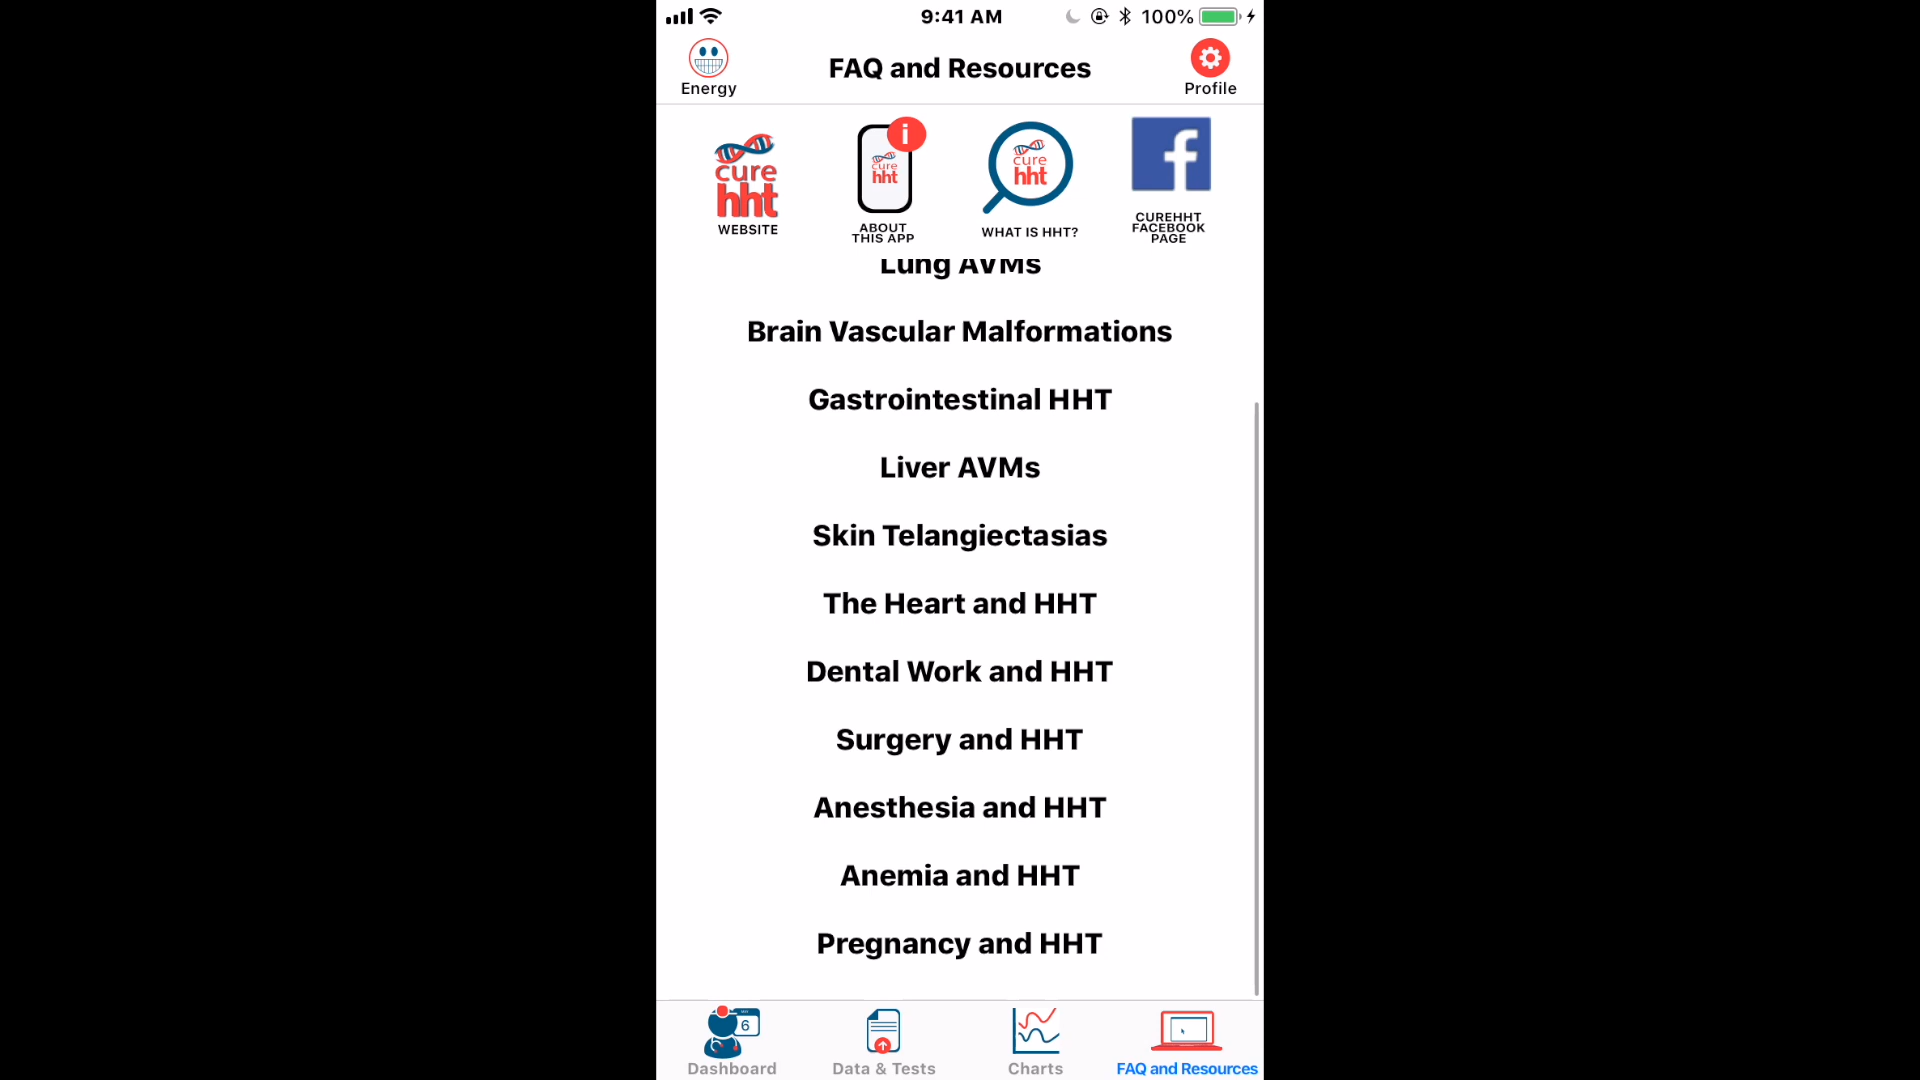 9:41 AM
100%
Energy
FAQ and Resources
Profile
cure
hht
WEBSITE
i
cure
hht
ABOUT
THIS APP
cure
hht
WHAT IS HHT?
f
CUREHHT
FACEBOOK
PAGE
Lung AVMs
Brain Vascular Malformations
Gastrointestinal HHT
Liver AVMs
Skin Telangiectasias
The Heart and HHT
Dental Work and HHT
Surgery and HHT
Anesthesia and HHT
Anemia and HHT
Pregnancy and HHT
6
Dashboard
Data & Tests
Charts
FAQ and Resources